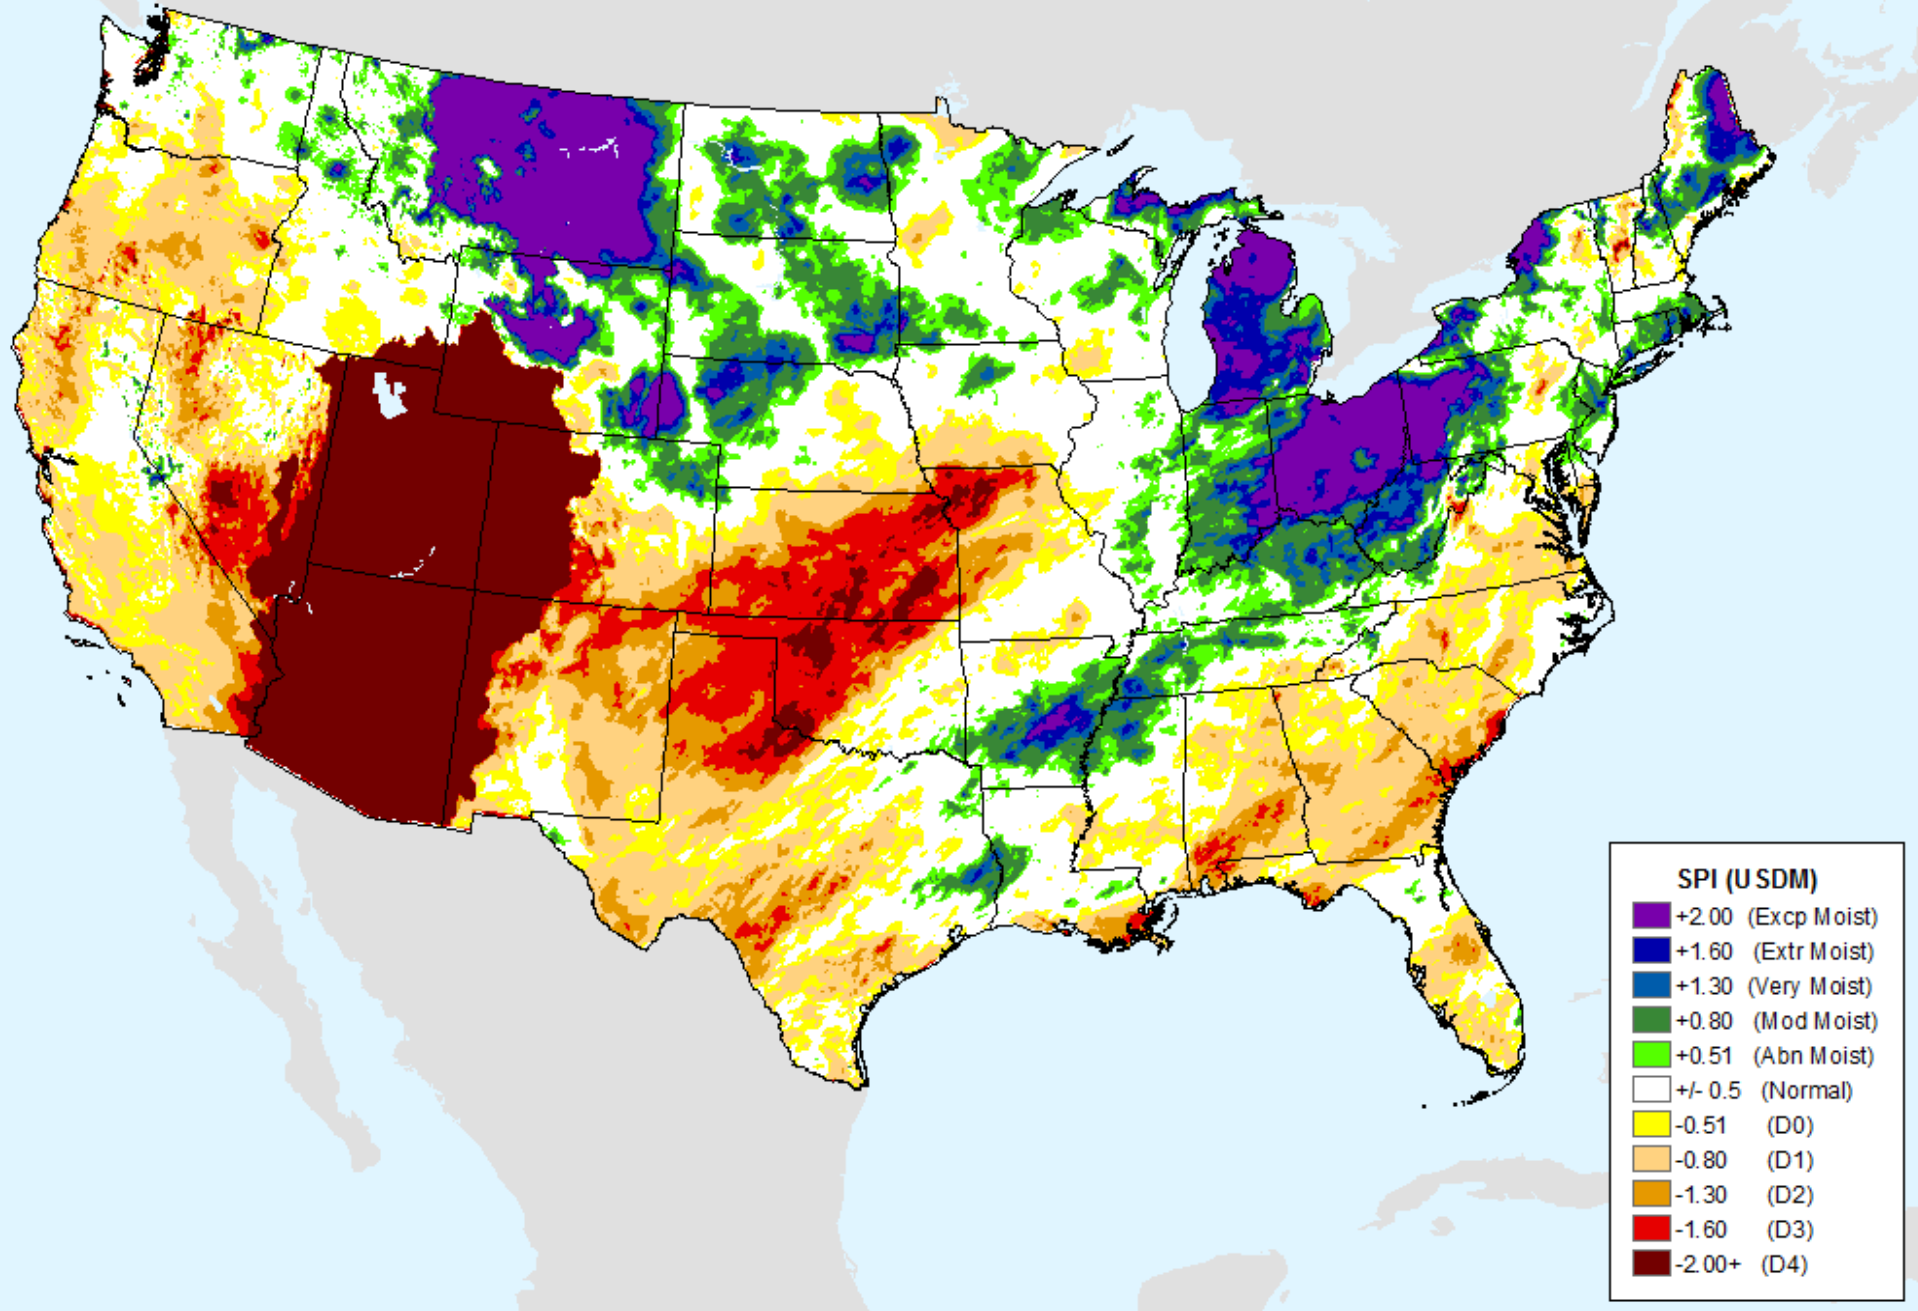 SPI (USDM)
+2.00 (Excp Moist)
+1.60 (Extr Moist)
+1.30 (Very Moist)
+0.80 (Mod Moist)
+0.51 (Abn Moist)
+/- 0.5 (Normal)
-0.51 (D0)
-0.80 (D1)
-1.30 (D2)
-1.60 (D3)
-2.00+ (D4)